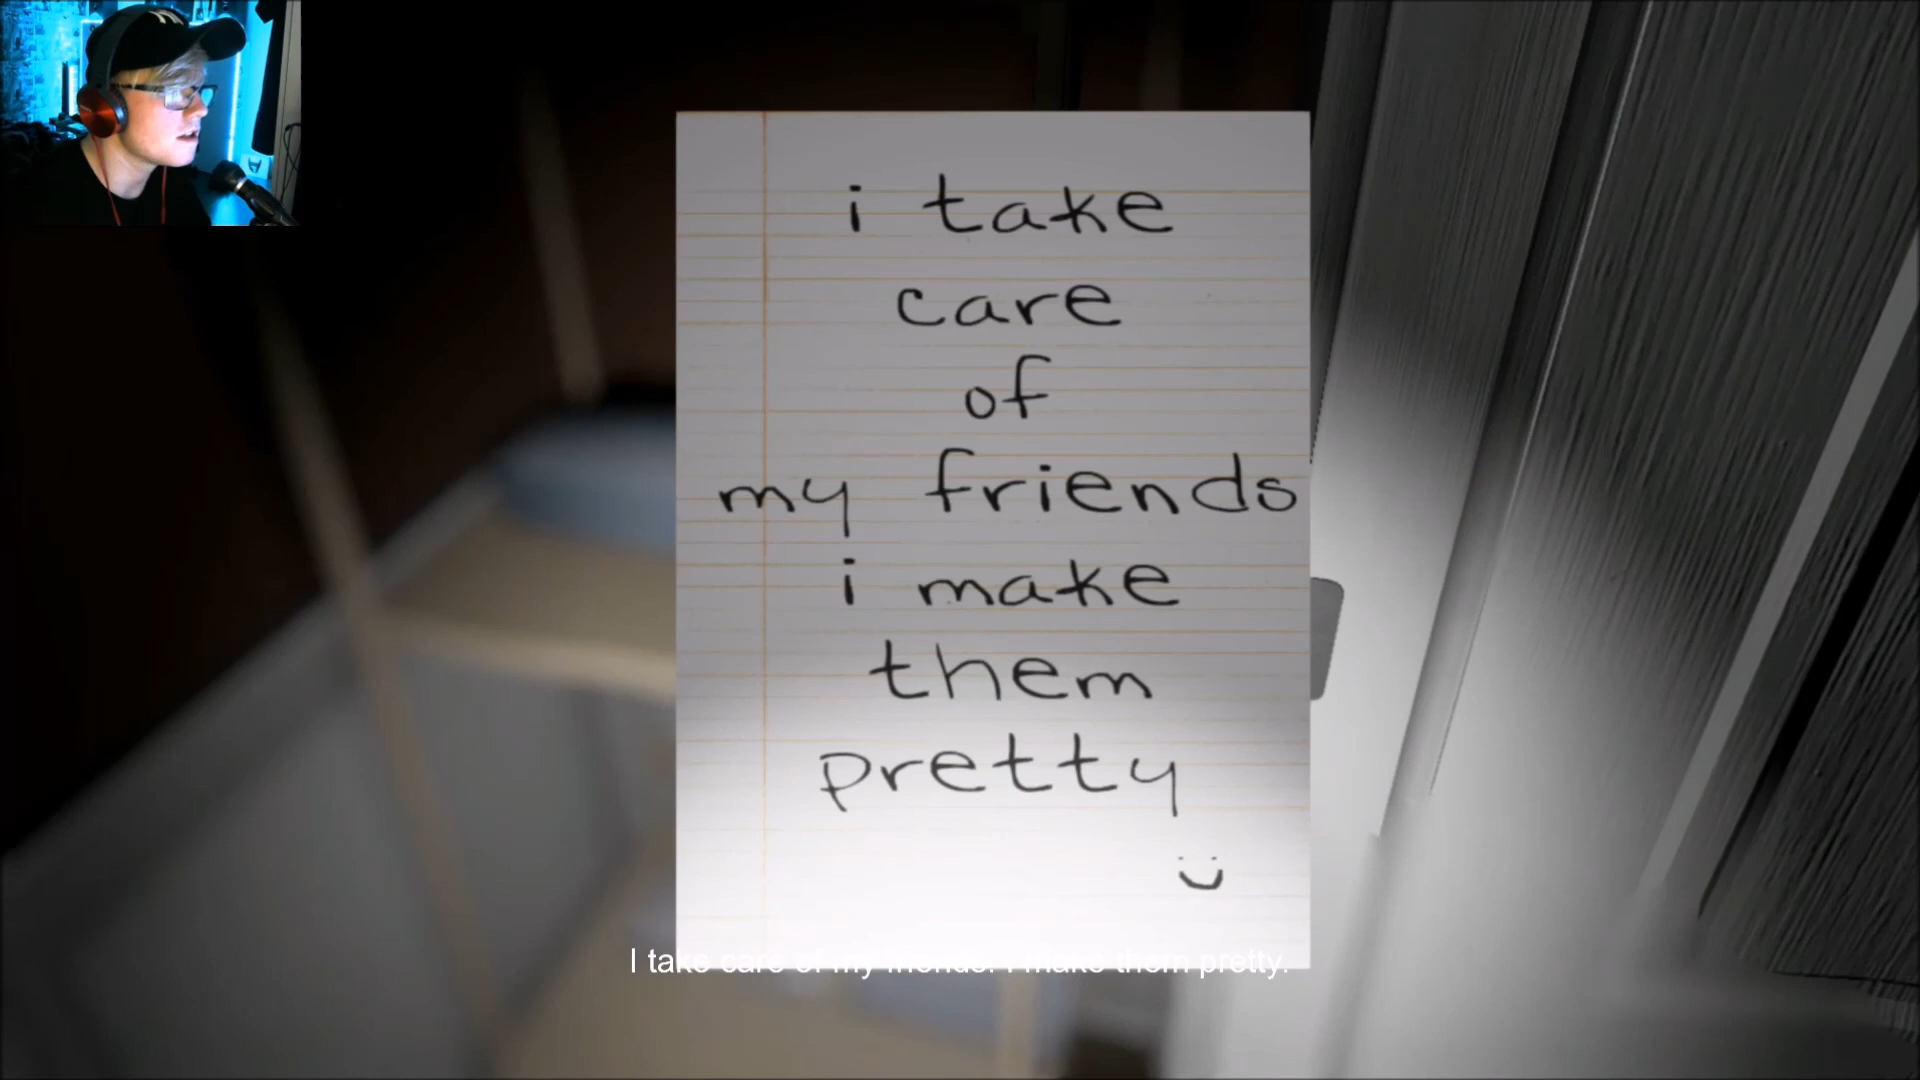 i take
care
of
my friends
i make
them
pretty
I take care of my friends. I make them pretty.